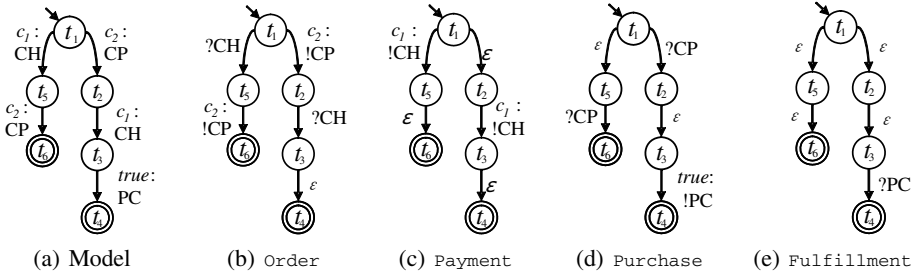 t1
c1 :
CH
c2 :
CP
t5
t2
c2 :
CP
c1 :
CH
t6
t3
true:
PC
t4
(a) Model
t1
?CH
c2 :
!CP
t5
t2
c2 :
!CP
?CH
t6
t3
ε
t4
(b) Order
t1
c1 :
!CH
ε
t5
t2
ε
c1 :
!CH
t6
t3
ε
t4
(c) Payment
t1
ε
?CP
t5
t2
?CP
ε
t6
t3
true:
!PC
t4
(d) Purchase
t1
ε
ε
t5
t2
ε
ε
t6
t3
?PC
t4
(e) Fulfillment